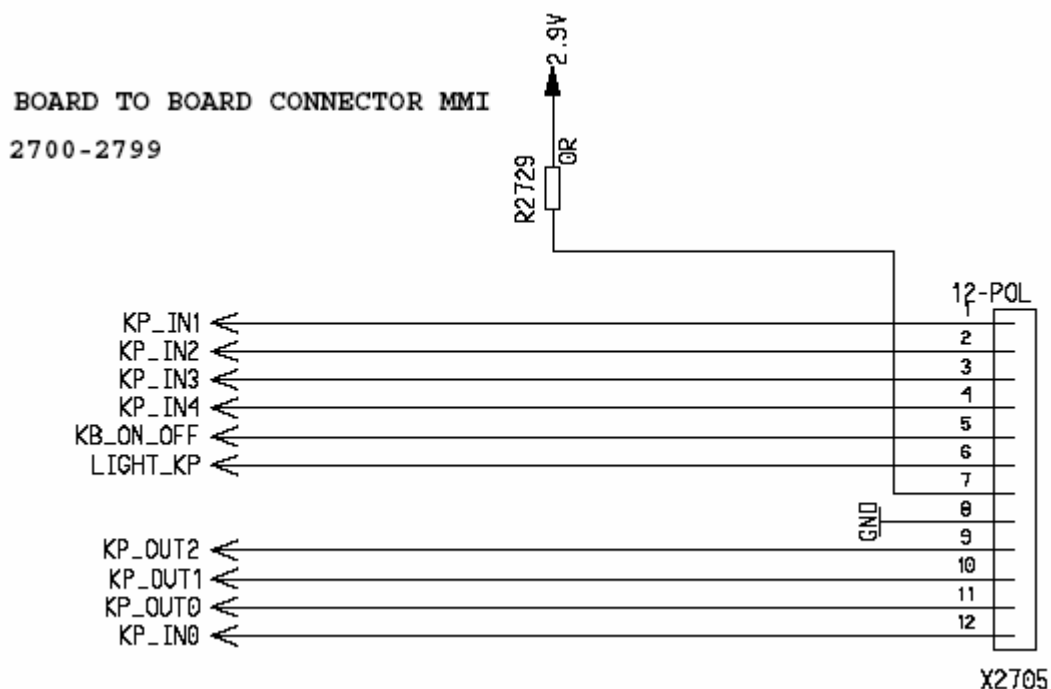 2.9V
BOARD TO BOARD CONNECTOR MMI
2700-2799
R2729
0R
12-POL
KP_IN1 1
KP_IN2 2
KP_IN3 3
KP_IN4 4
KB_ON_OFF 5
LIGHT_KP 6
7
GND 8
KP_OUT2 9
KP_OUT1 10
KP_OUT0 11
KP_IN0 12
X2705